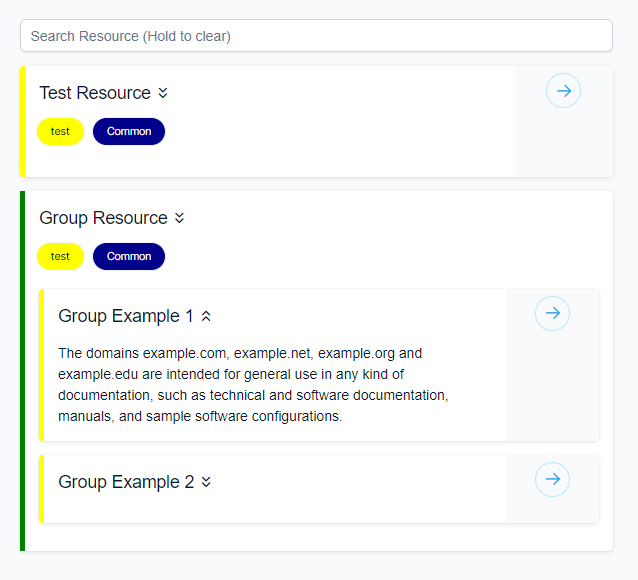 Search Resource (Hold to clear)
Test Resource
test
Common
Group Resource
test
Common
Group Example 1
The domains example.com, example.net, example.org and
example.edu are intended for general use in any kind of
documentation, such as technical and software documentation,
manuals, and sample software configurations.
Group Example 2